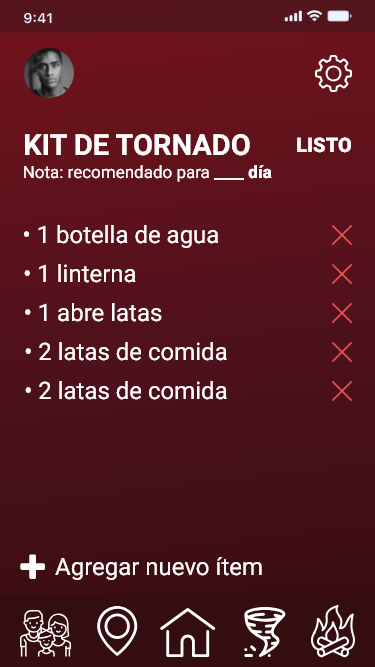 9:41
KIT DE TORNADO LISTO
Nota: recomendado para ____ día
• 1 botella de agua
• 1 linterna
• 1 abre latas
• 2 latas de comida
• 2 latas de comida
Agregar nuevo ítem